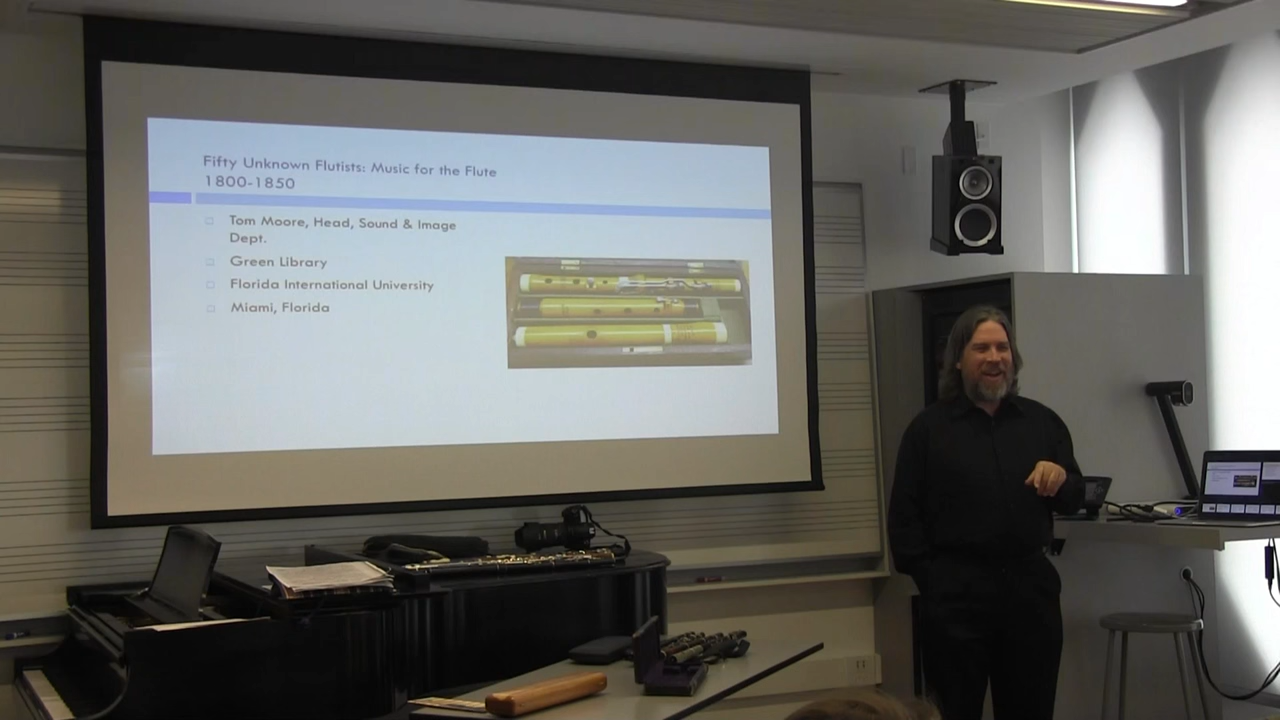 Fifty Unknown Flutists: Music for the Flute
1800-1850
Tom Moore, Head, Sound & Image
Dept.
Green Library
Florida International University
Miami, Florida